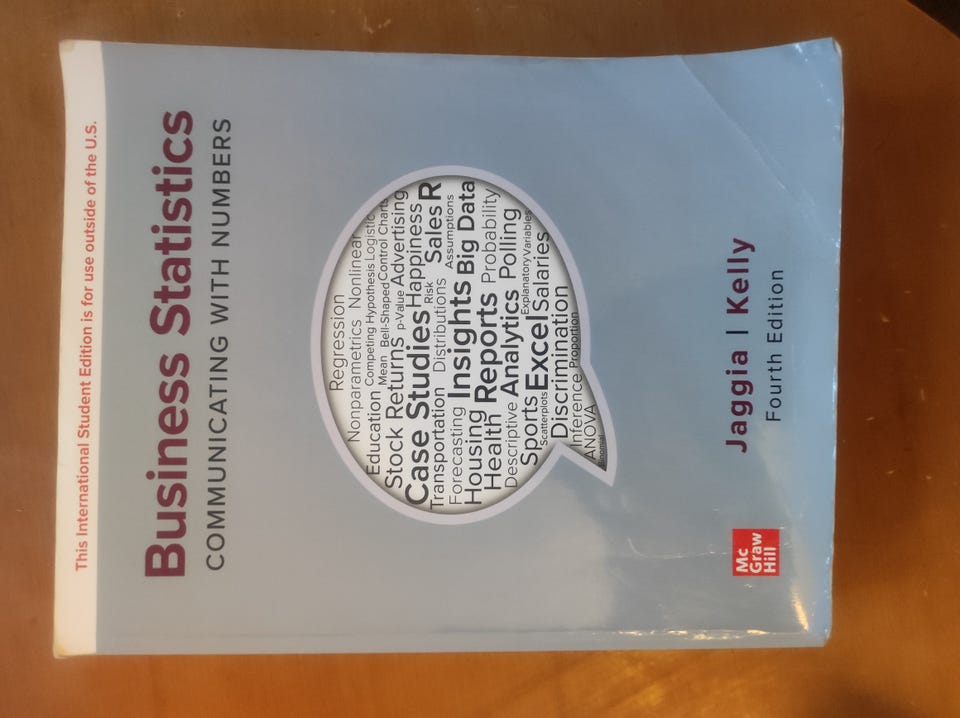 This International Student Edition is for use outside of the U.S.
Business Statistics
COMMUNICATING WITH NUMBERS
Regression
Nonparametrics Nonlinear
Education Competing Hypothesis Logistic
Mean Bell-Shaped Control Charts
Stock Returns p-Value Advertising
Case Studies Happiness
Transportation Distributions Risk Sales R
Forecasting Insights Assumptions
Housing Reports Big Data
Health Analytics Probability
Descriptive Polling
Sports Excel Explanatory Variables
Scatterplots Salaries
Discrimination
Inference Proportion
ANOVA
Jaggia | Kelly
Fourth Edition
Mc
Graw
Hill